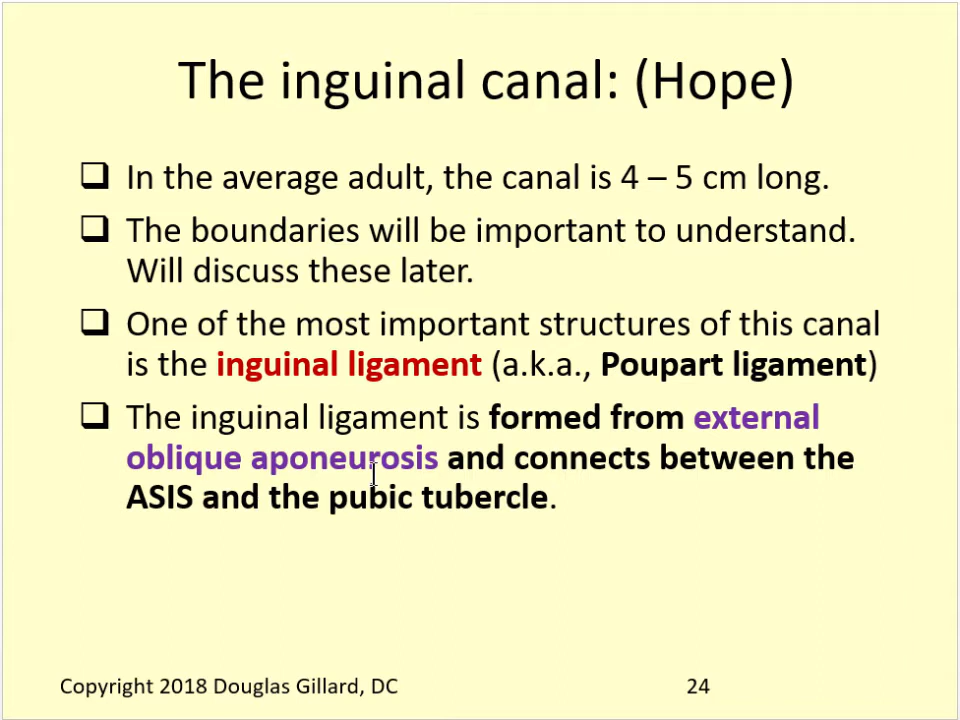 The inguinal canal: (Hope)
In the average adult, the canal is 4 – 5 cm long.
The boundaries will be important to understand.
Will discuss these later.
One of the most important structures of this canal
is the inguinal ligament (a.k.a., Poupart ligament)
The inguinal ligament is formed from external
oblique aponeurosis and connects between the
ASIS and the pubic tubercle.
Copyright 2018 Douglas Gillard, DC 24